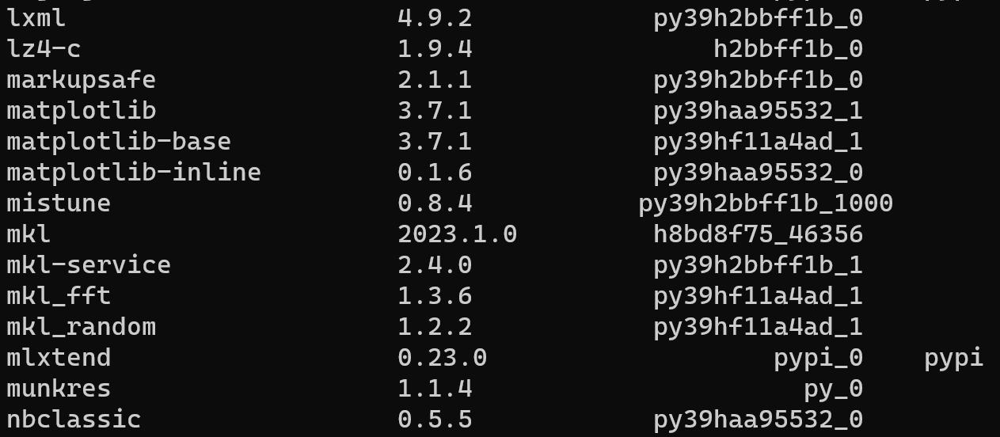 lxml 4.9.2 py39h2bbff1b_0
lz4-c 1.9.4 h2bbff1b_0
markupsafe 2.1.1 py39h2bbff1b_0
matplotlib 3.7.1 py39haa95532_1
matplotlib-base 3.7.1 py39hf11a4ad_1
matplotlib-inline 0.1.6 py39haa95532_0
mistune 0.8.4 py39h2bbff1b_1000
mkl 2023.1.0 h8bd8f75_46356
mkl-service 2.4.0 py39h2bbff1b_1
mkl_fft 1.3.6 py39hf11a4ad_1
mkl_random 1.2.2 py39hf11a4ad_1
mlxtend 0.23.0 pypi_0 pypi
munkres 1.1.4 py_0
nbclassic 0.5.5 py39haa95532_0